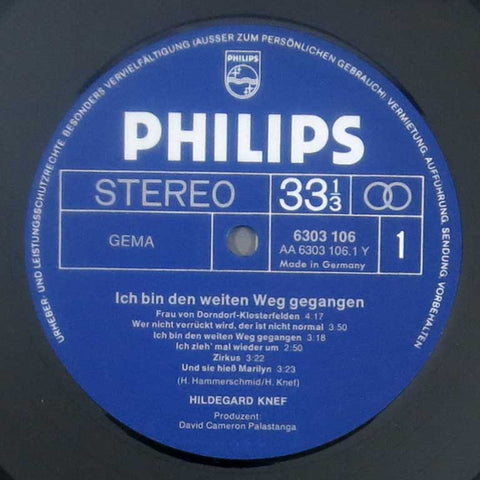 URHEBER- UND LEISTUNGSSCHUTZRECHTE BESONDERS VERVIELFÄLTIGUNG (AUSSER ZUM PERSÖNLICHEN GEBRAUCH), VERMIETUNG, AUFFÜHRUNG, SENDUNG, VORBEHALTEN
PHILIPS
PHILIPS
STEREO
33 1/3
GEMA
6303 106
AA 6303 106.1 Y
Made in Germany
1
Ich bin den weiten Weg gegangen
Frau von Dorndorf-Klosterfelden 4:17
Wer nicht verrückt wird, der ist nicht normal 3:50
Ich bin den weiten Weg gegangen 3:18
Ich zieh' mal wieder um 2:50
Zirkus 3:22
Und sie hieß Marilyn 3:23
(H. Hammerschmid/H. Knef)
HILDEGARD KNEF
Produzent:
David Cameron Palastanga